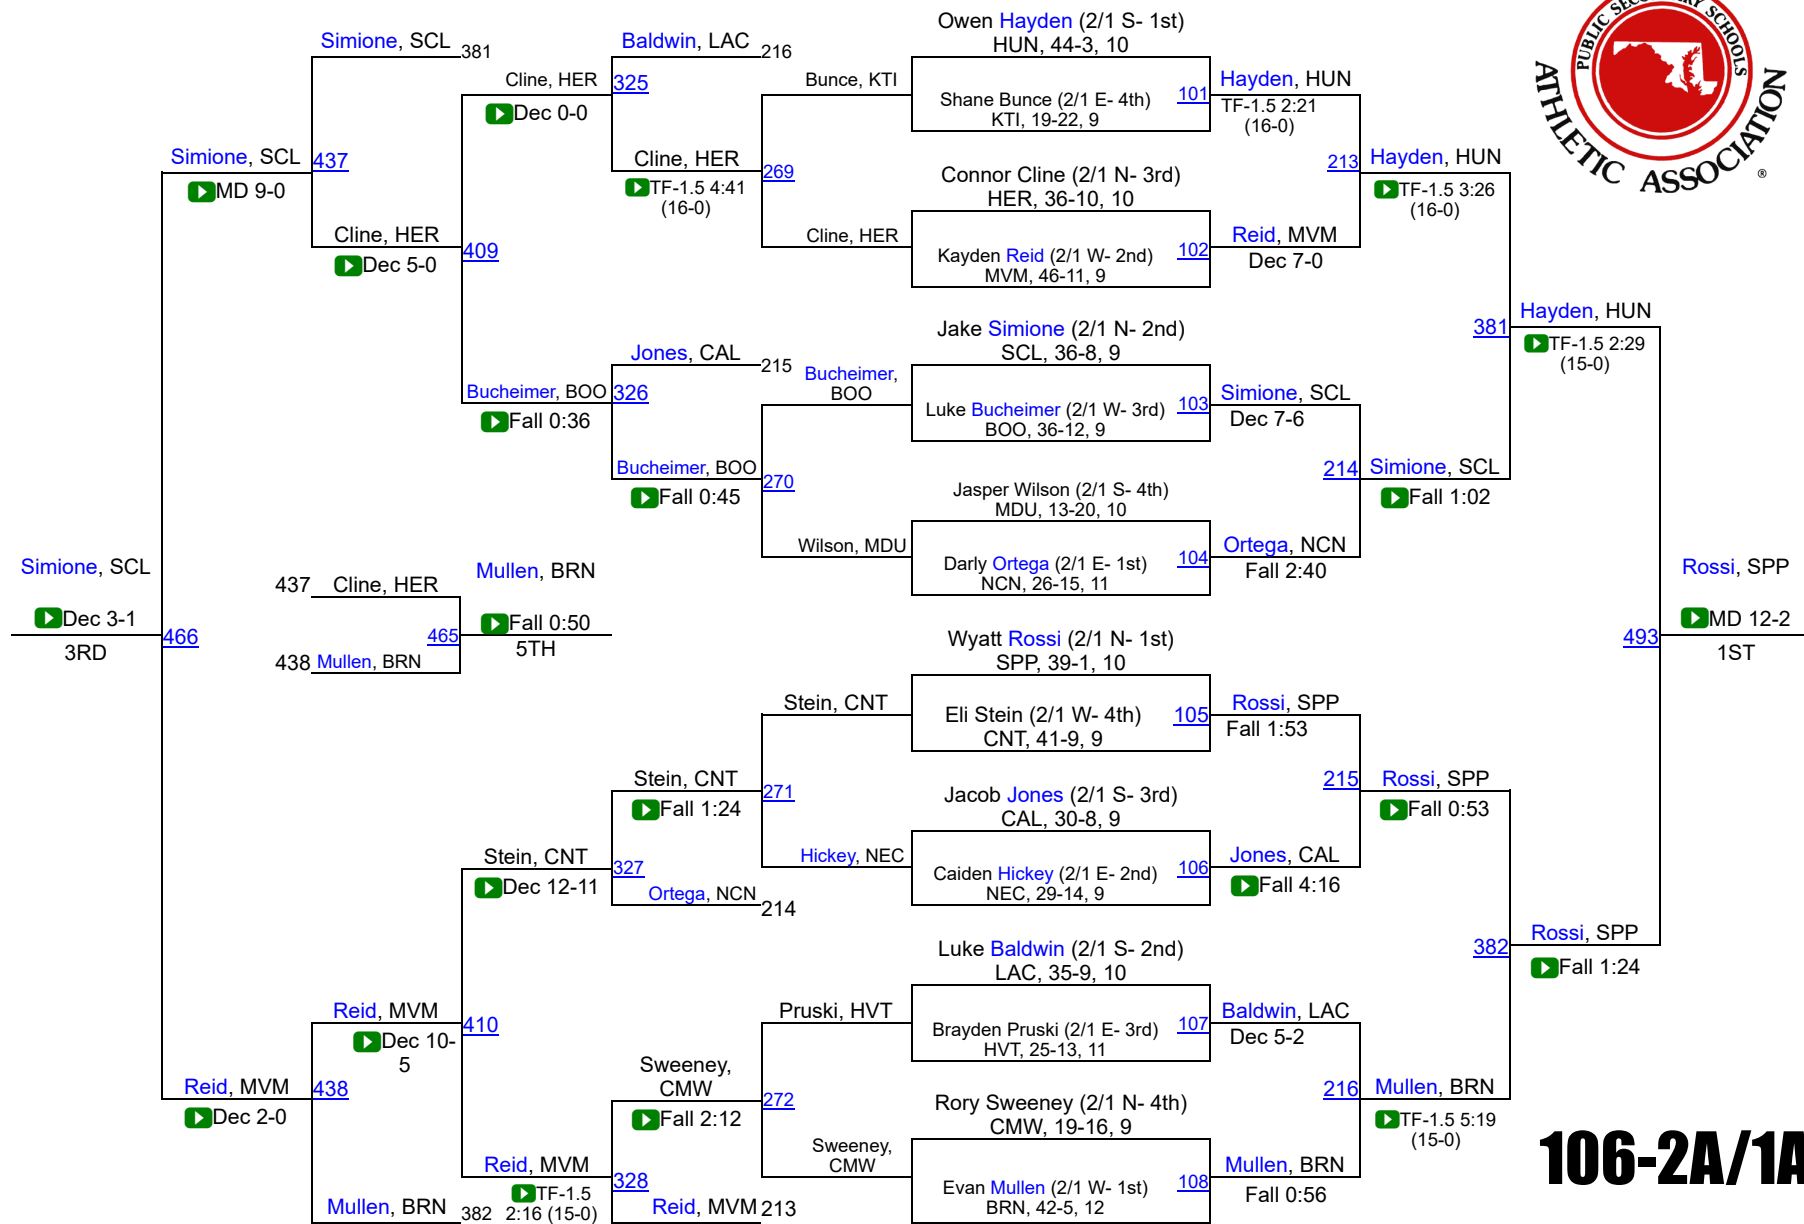 PUBLIC SECONDARY SCHOOLS
ATHLETIC ASSOCIATION
®
Simione, SCL
381
Simione, SCL
MD 9-0
437
Cline, HER
Dec 5-0
409
Cline, HER
Dec 0-0
Baldwin, LAC
216
325
Cline, HER
TF-1.5 4:41
(16-0)
269
Bunce, KTI
Cline, HER
Jones, CAL
215
Bucheimer, BOO
Fall 0:36
326
Bucheimer, BOO
Fall 0:45
270
Bucheimer,
BOO
Wilson, MDU
Simione, SCL
Dec 3-1
3RD
466
437
Cline, HER
438
Mullen, BRN
465
Mullen, BRN
Fall 0:50
5TH
Stein, CNT
Fall 1:24
271
Stein, CNT
Hickey, NEC
Stein, CNT
Dec 12-11
327
Ortega, NCN
214
Reid, MVM
Dec 10-
5
410
Reid, MVM
Dec 2-0
438
Mullen, BRN
382
Reid, MVM
TF-1.5
2:16 (15-0)
328
Reid, MVM
213
Sweeney,
CMW
Fall 2:12
272
Pruski, HVT
Sweeney,
CMW
Owen Hayden (2/1 S- 1st)
HUN, 44-3, 10
Shane Bunce (2/1 E- 4th)
KTI, 19-22, 9
101
Connor Cline (2/1 N- 3rd)
HER, 36-10, 10
Kayden Reid (2/1 W- 2nd)
MVM, 46-11, 9
102
Jake Simione (2/1 N- 2nd)
SCL, 36-8, 9
Luke Bucheimer (2/1 W- 3rd)
BOO, 36-12, 9
103
Jasper Wilson (2/1 S- 4th)
MDU, 13-20, 10
Darly Ortega (2/1 E- 1st)
NCN, 26-15, 11
104
Wyatt Rossi (2/1 N- 1st)
SPP, 39-1, 10
Eli Stein (2/1 W- 4th)
CNT, 41-9, 9
105
Jacob Jones (2/1 S- 3rd)
CAL, 30-8, 9
Caiden Hickey (2/1 E- 2nd)
NEC, 29-14, 9
106
Luke Baldwin (2/1 S- 2nd)
LAC, 35-9, 10
Brayden Pruski (2/1 E- 3rd)
HVT, 25-13, 11
107
Rory Sweeney (2/1 N- 4th)
CMW, 19-16, 9
Evan Mullen (2/1 W- 1st)
BRN, 42-5, 12
108
Hayden, HUN
TF-1.5 2:21
(16-0)
Reid, MVM
Dec 7-0
213
Hayden, HUN
TF-1.5 3:26
(16-0)
Simione, SCL
Dec 7-6
Ortega, NCN
Fall 2:40
214
Simione, SCL
Fall 1:02
381
Hayden, HUN
TF-1.5 2:29
(15-0)
Rossi, SPP
Fall 1:53
Jones, CAL
Fall 4:16
215
Rossi, SPP
Fall 0:53
Baldwin, LAC
Dec 5-2
Mullen, BRN
Fall 0:56
216
Mullen, BRN
TF-1.5 5:19
(15-0)
382
Rossi, SPP
Fall 1:24
493
Rossi, SPP
MD 12-2
1ST
106-2A/1A